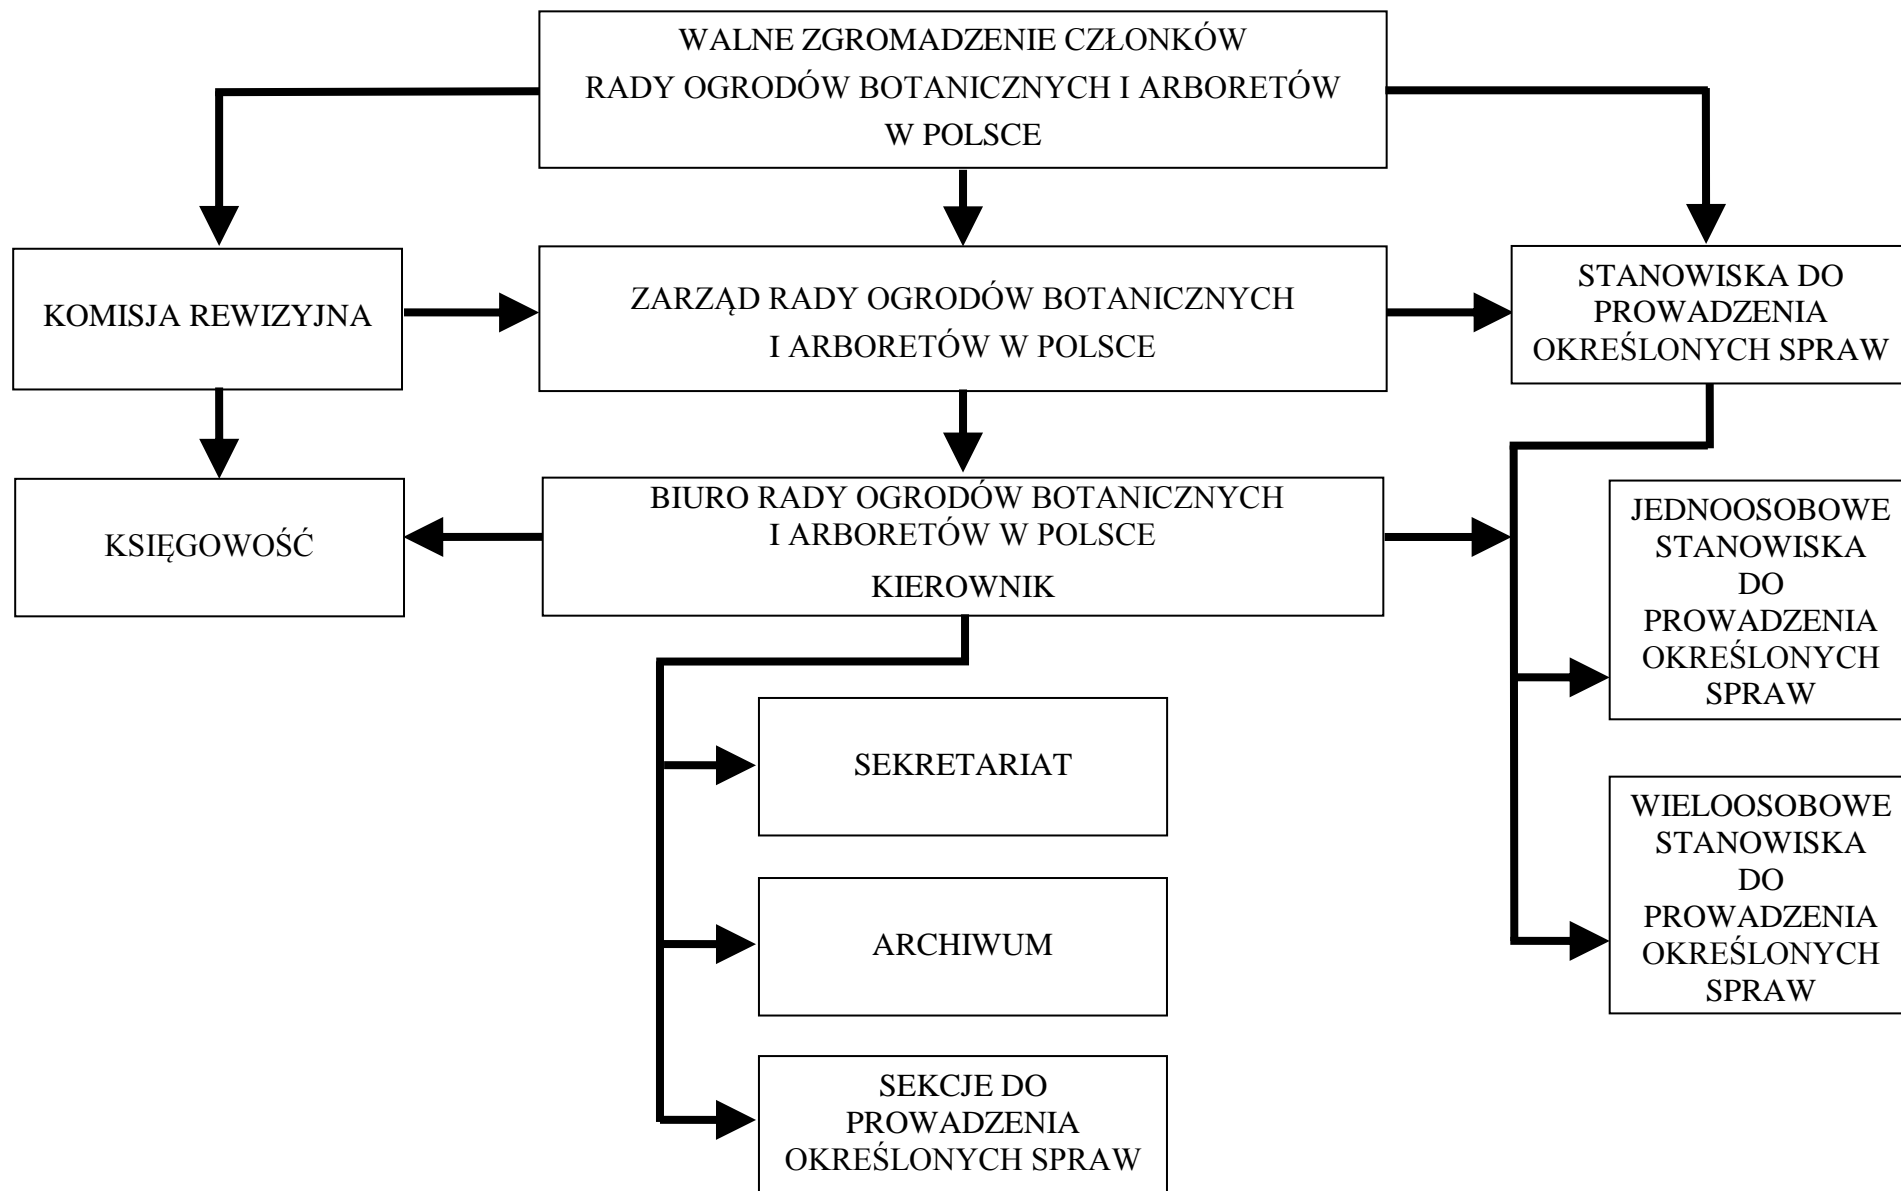 WALNE ZGROMADZENIE CZŁONKÓW
RADY OGRODÓW BOTANICZNYCH I ARBORETÓW
W POLSCE
KOMISJA REWIZYJNA
ZARZĄD RADY OGRODÓW BOTANICZNYCH
I ARBORETÓW W POLSCE
STANOWISKA DO
PROWADZENIA
OKREŚLONYCH SPRAW
KSIĘGOWOŚĆ
BIURO RADY OGRODÓW BOTANICZNYCH
I ARBORETÓW W POLSCE
KIEROWNIK
JEDNOOSOBOWE
STANOWISKA
DO
PROWADZENIA
OKREŚLONYCH
SPRAW
SEKRETARIAT
WIELOOSOBOWE
STANOWISKA
DO
PROWADZENIA
OKREŚLONYCH
SPRAW
ARCHIWUM
SEKCJE DO
PROWADZENIA
OKREŚLONYCH SPRAW